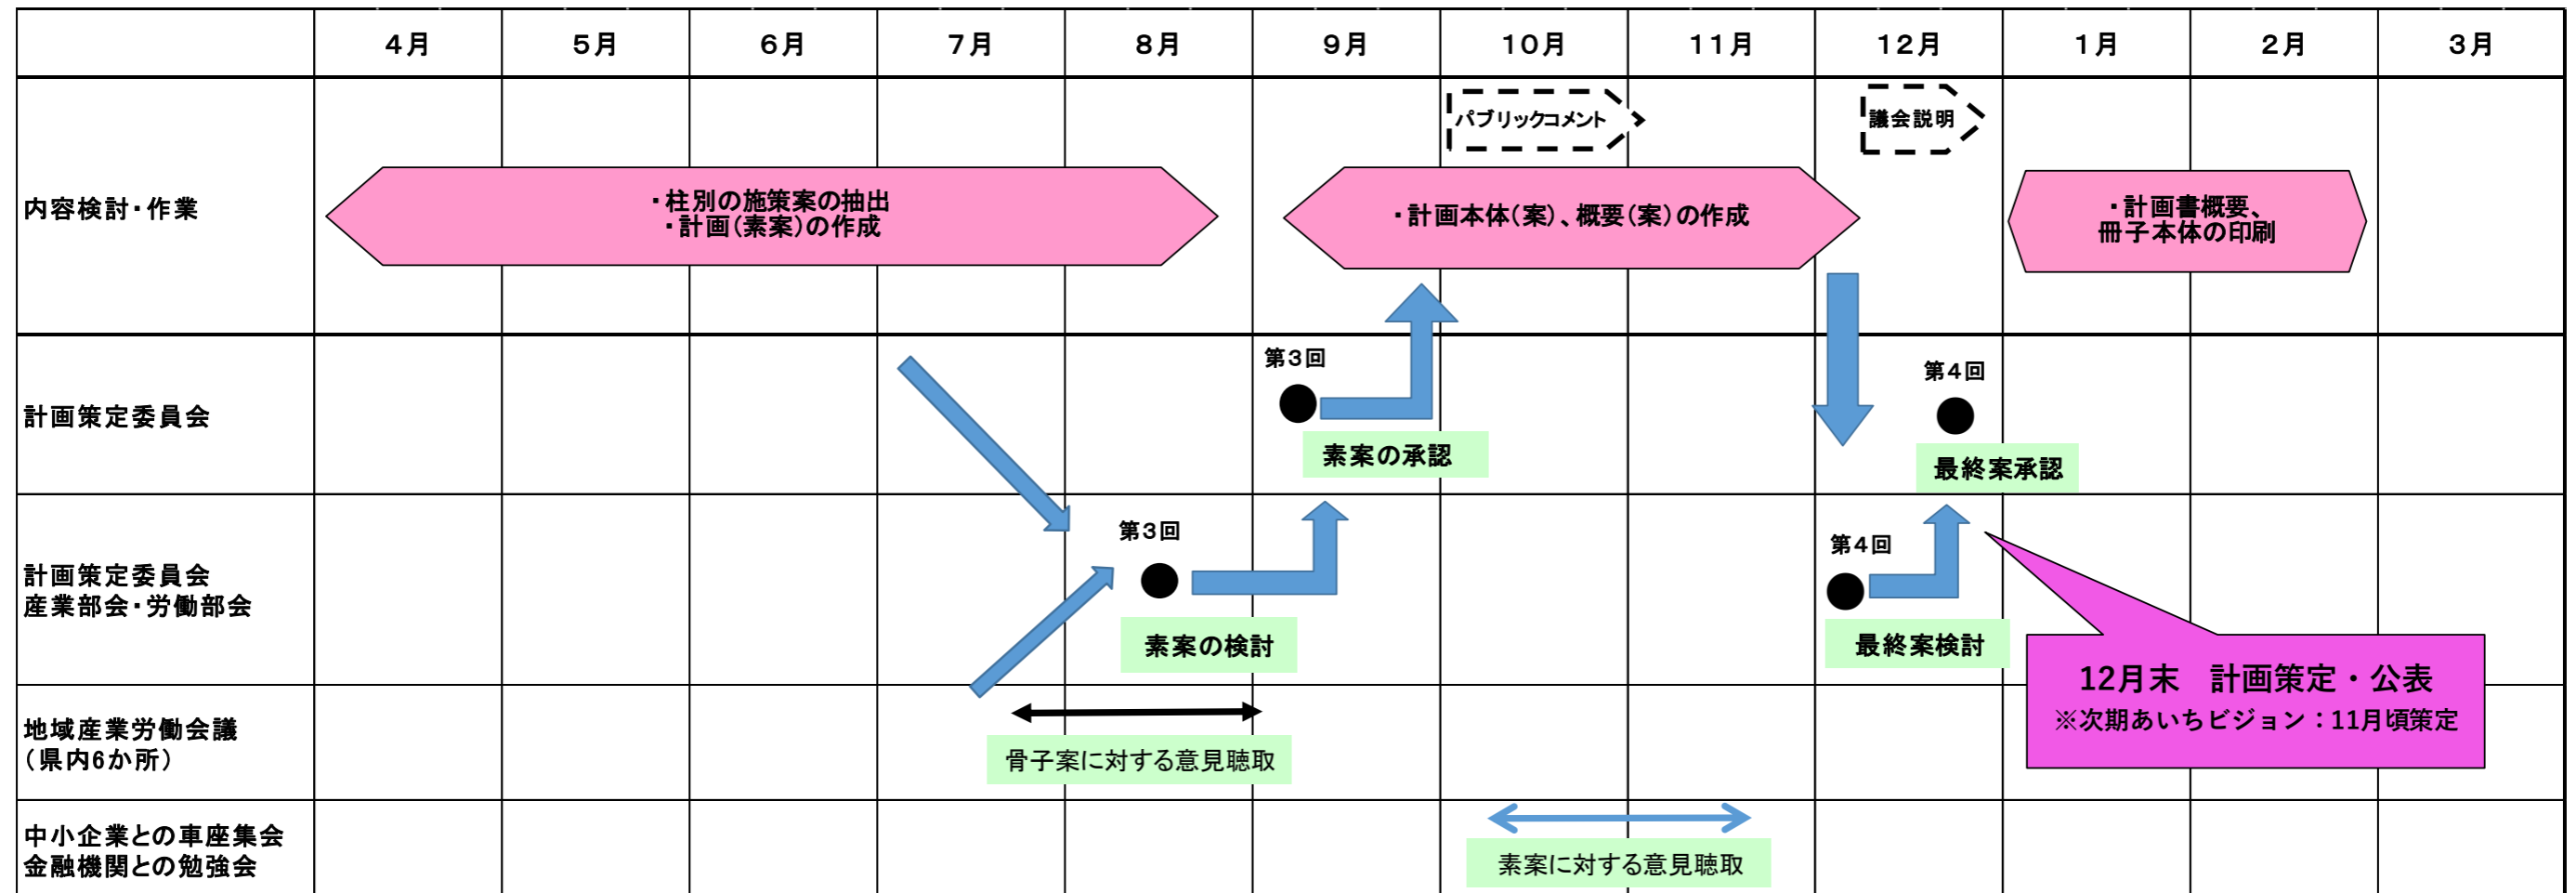 ４月
５月
６月
７月
８月
９月
１０月
１１月
１２月
１月
２月
３月
内容検討・作業
パブリックコメント
議会説明
・柱別の施策案の抽出
・計画（素案）の作成
・計画本体（案）、概要（案）の作成
・計画書概要、
冊子本体の印刷
計画策定委員会
第３回
素案の承認
第４回
最終案承認
計画策定委員会
産業部会・労働部会
第３回
素案の検討
第４回
最終案検討
12月末　計画策定・公表
※次期あいちビジョン：11月頃策定
地域産業労働会議
（県内6か所）
骨子案に対する意見聴取
中小企業との車座集会
金融機関との勉強会
素案に対する意見聴取